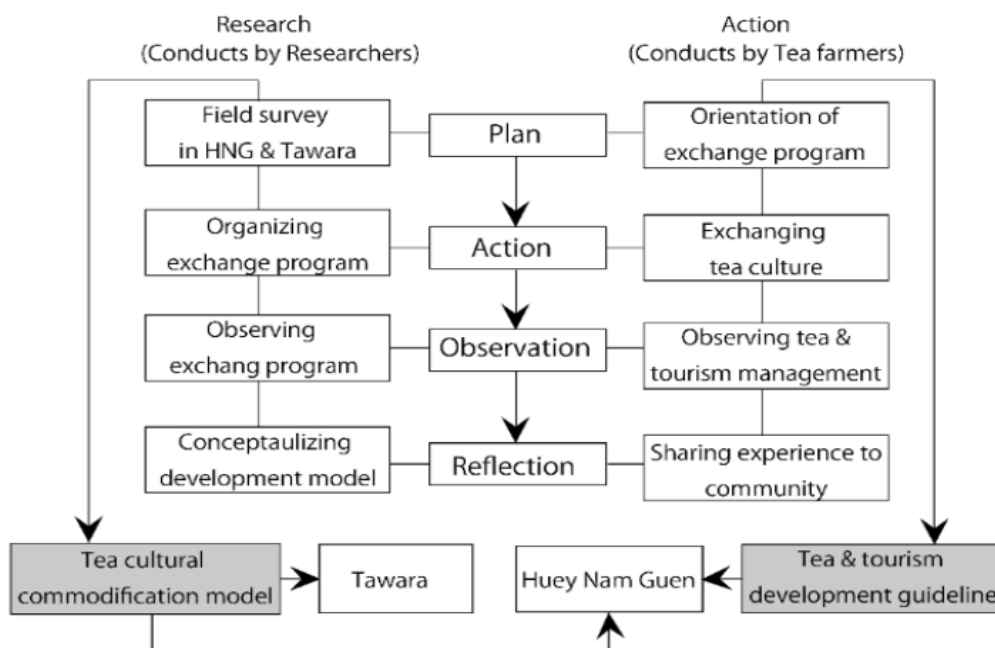 Research
(Conducts by Researchers)
Action
(Conducts by Tea farmers)
Field survey
in HNG & Tawara
Plan
Orientation of
exchange program
Organizing
exchange program
Action
Exchanging
tea culture
Observing
exchang program
Observation
Observing tea &
tourism management
Conceptaulizing
development model
Reflection
Sharing experience to
community
Tea cultural
commodification model
Tawara
Huey Nam Guen
Tea & tourism
development guideline